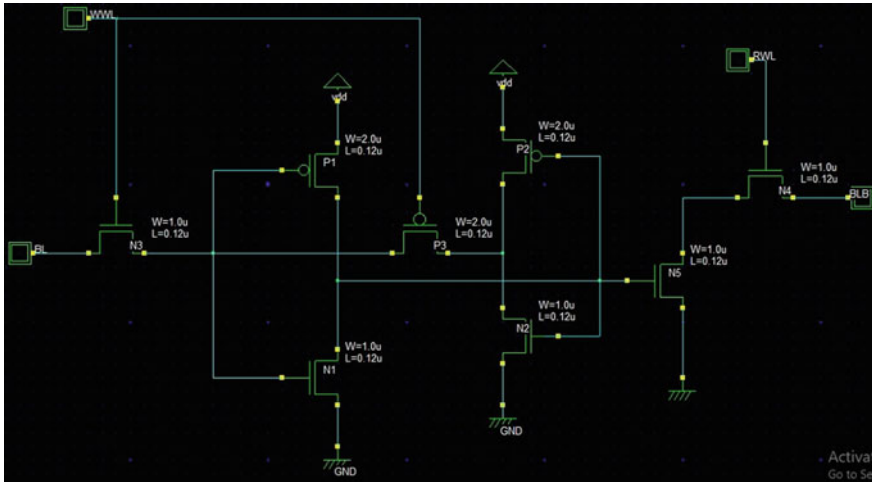 WWL
RWL
vdd
vdd
W=2.0u
L=0.12u
P1
W=2.0u
L=0.12u
P2
W=1.0u
L=0.12u
N4
BLB
W=1.0u
L=0.12u
N3
BL
W=2.0u
L=0.12u
P3
W=1.0u
L=0.12u
N5
W=1.0u
L=0.12u
N1
W=1.0u
L=0.12u
N2
GND
GND
Activat
Go to Se